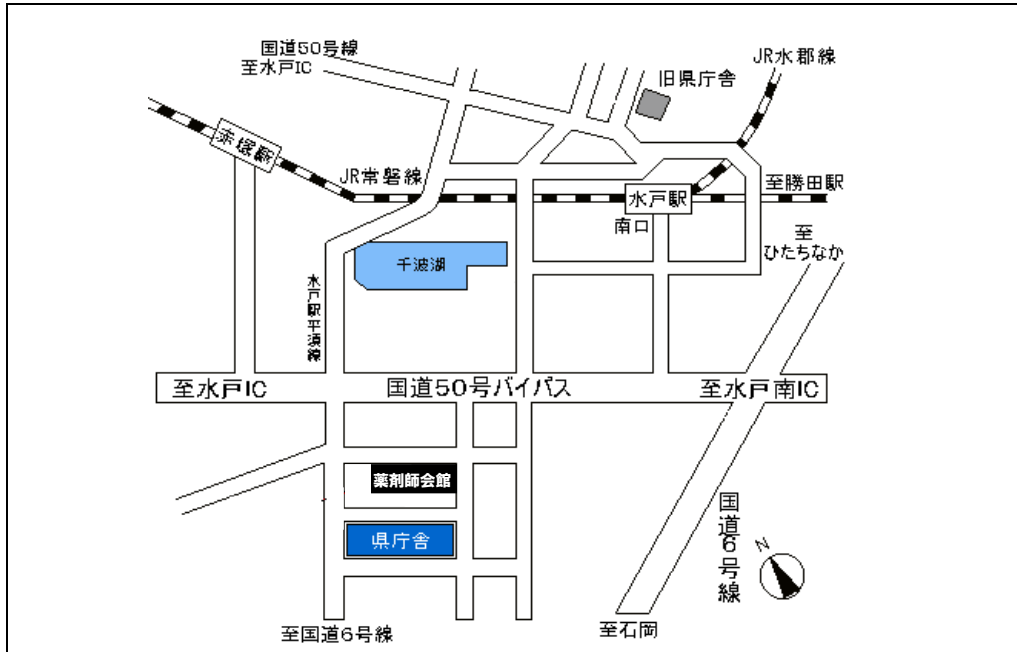 国道50号線
至水戸IC
JR水郡線
旧県庁舎
赤塚駅
JR常磐線
水戸駅
至勝田駅
南口
至
ひたちなか
千波湖
水戸駅平須線
至水戸IC
国道50号バイパス
至水戸南IC
薬剤師会館
国道6号線
県庁舎
N
至国道6号線
至石岡